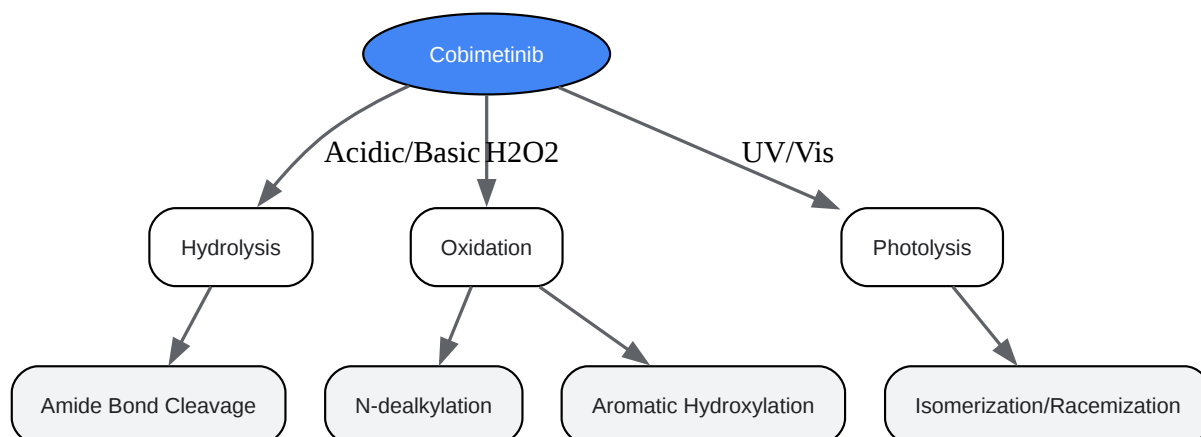 Cobimetinib
Acidic/Basic
H2O2
UV/Vis
Hydrolysis
Oxidation
Photolysis
Amide Bond Cleavage
N-dealkylation
Aromatic Hydroxylation
Isomerization/Racemization